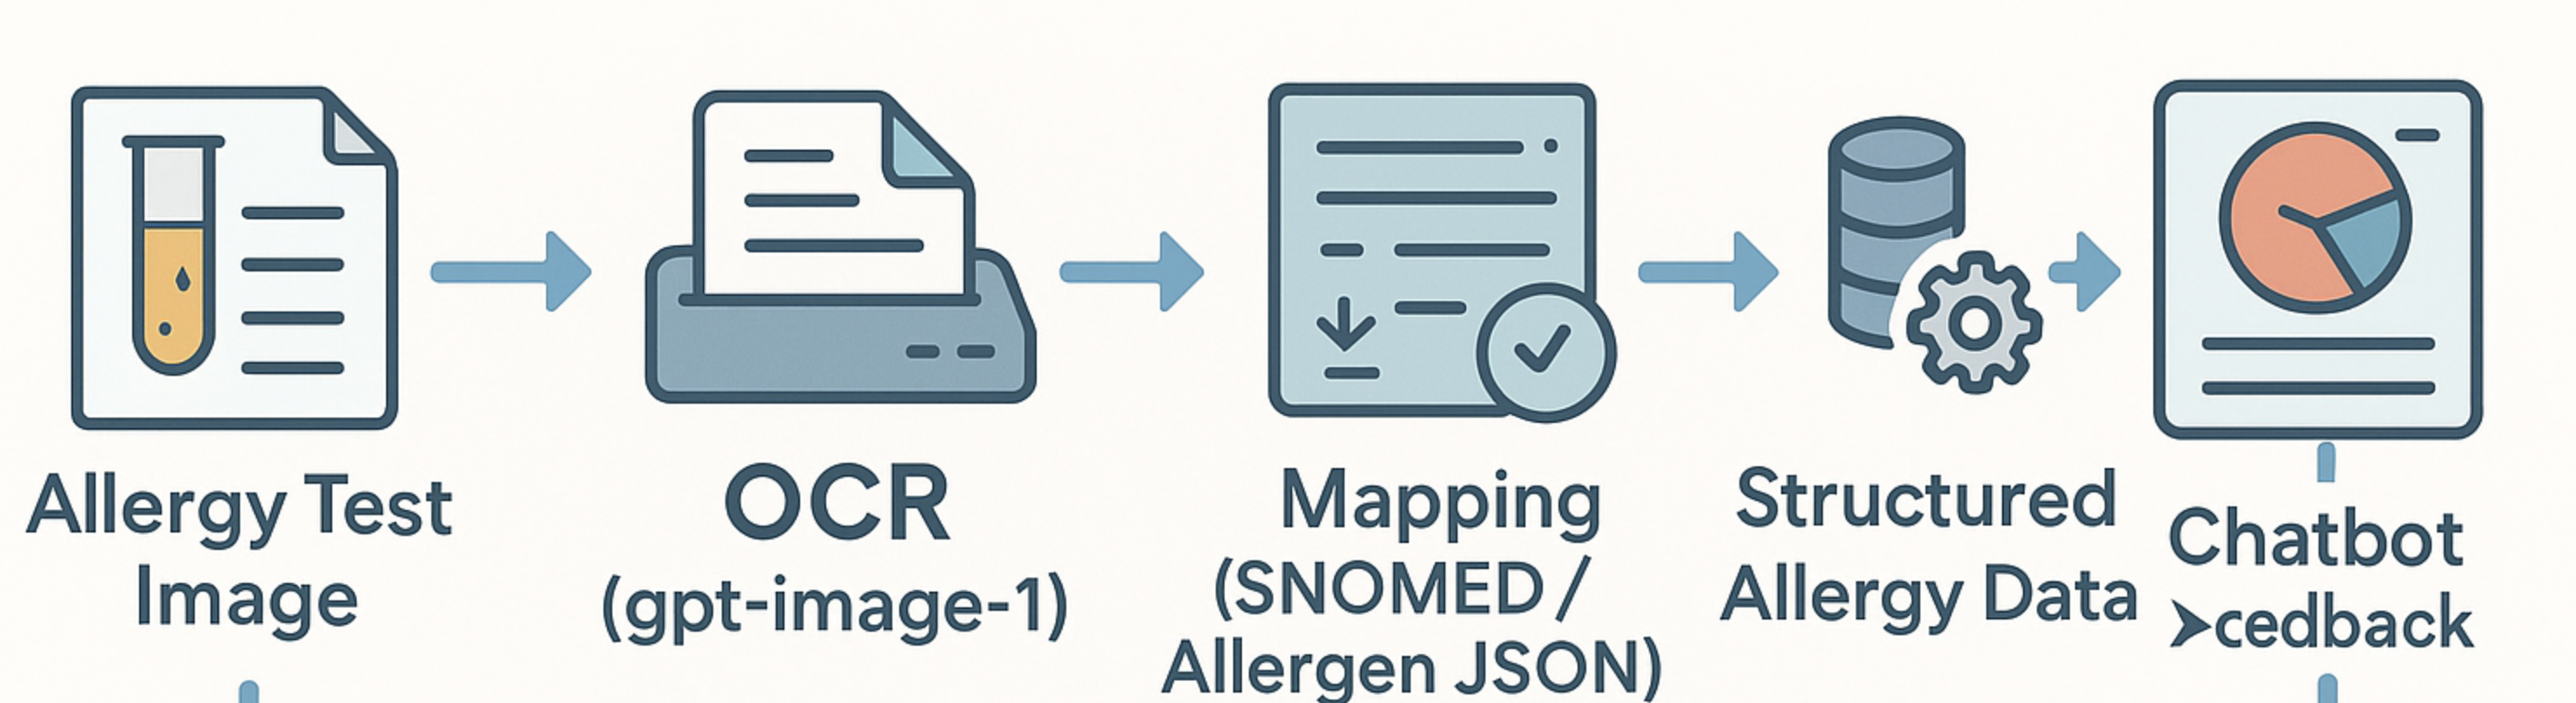 Allergy Test
Image
OCR
(gpt-image-1)
Mapping
(SNOMED /
Allergen JSON)
Structured
Allergy Data
Chatbot
➤cedback